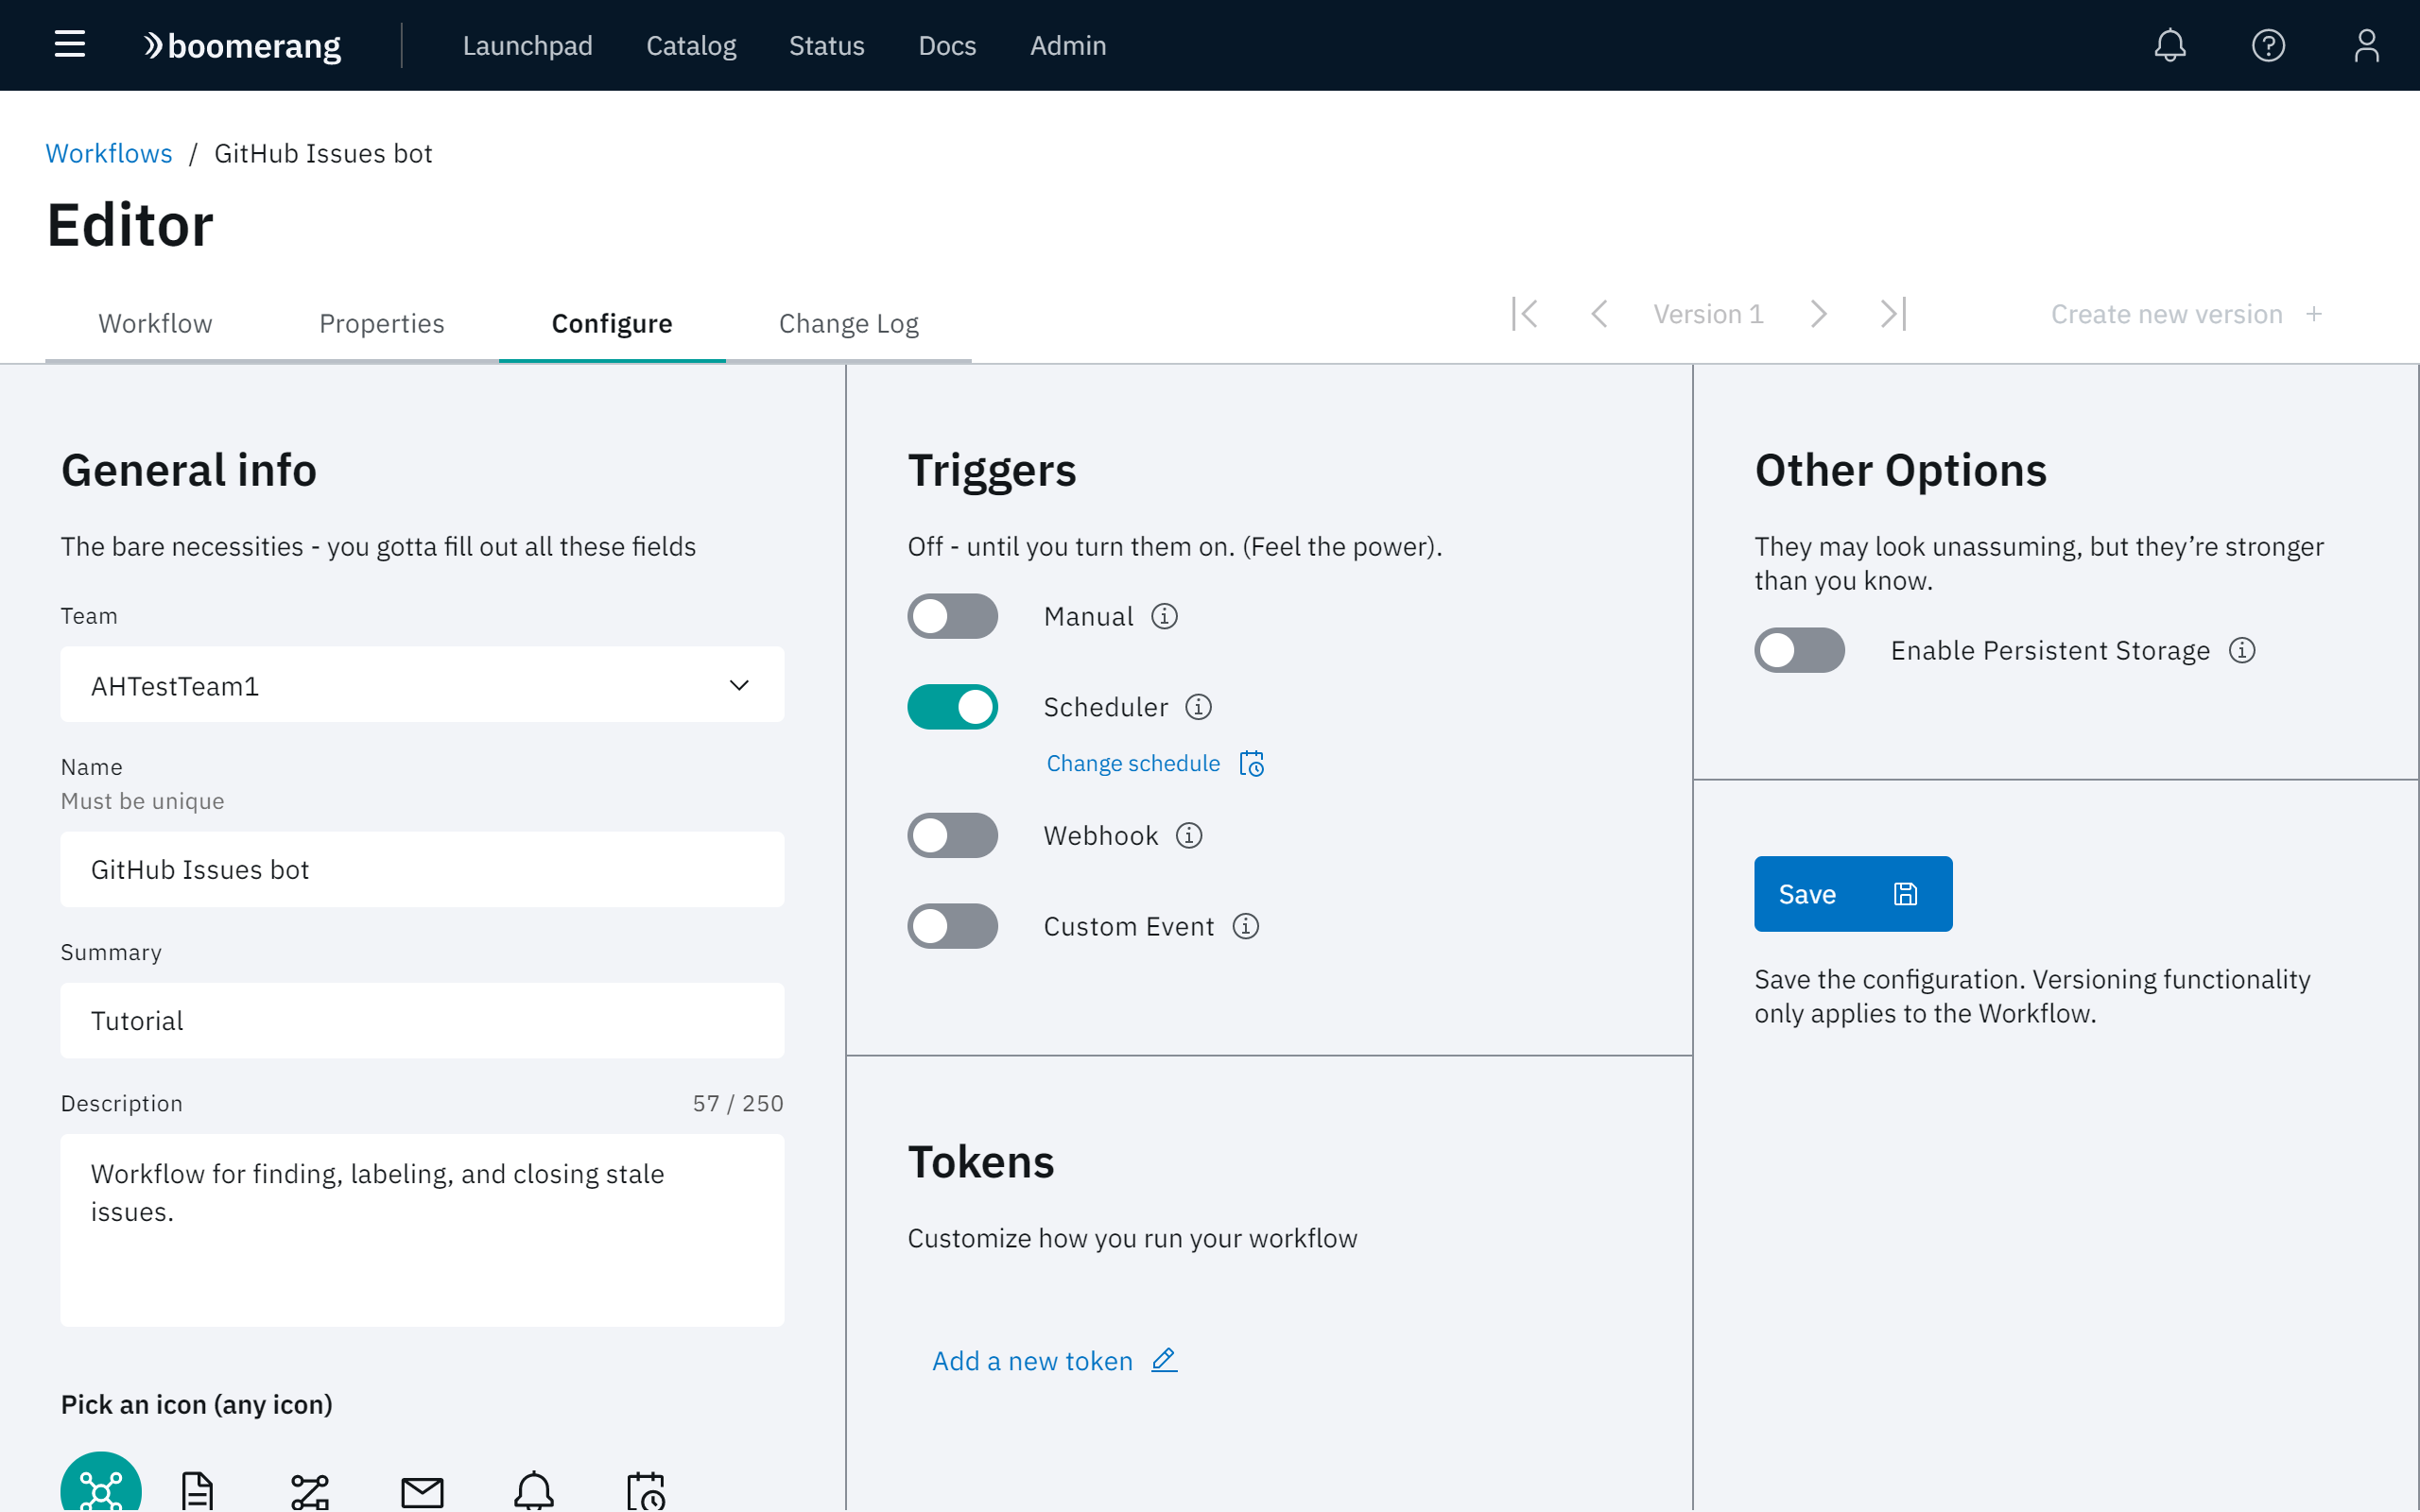 boomerang
Launchpad
Catalog
Status
Docs
Admin
Workflows / GitHub Issues bot
Editor
Workflow
Properties
Configure
Change Log
Version 1
Create new version
General info
The bare necessities - you gotta fill out all these fields
Team
AHTestTeam1
Name
Must be unique
GitHub Issues bot
Summary
Tutorial
Description
57 / 250
Workflow for finding, labeling, and closing stale
issues.
Pick an icon (any icon)
Triggers
Off - until you turn them on. (Feel the power).
Manual
Scheduler
Change schedule
Webhook
Custom Event
Tokens
Customize how you run your workflow
Add a new token
Other Options
They may look unassuming, but they’re stronger
than you know.
Enable Persistent Storage
Save
Save the configuration. Versioning functionality
only applies to the Workflow.